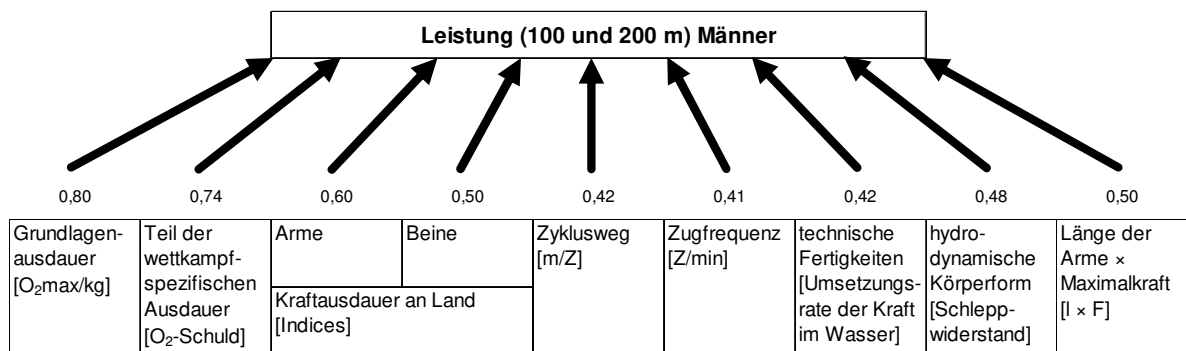 Leistung (100 und 200 m) Männer
0,80 0,74 0,60 0,50 0,42 0,41 0,42 0,48 0,50
Grundlagen-
ausdauer
[O₂max/kg]
Teil der
wettkampf-
spezifischen
Ausdauer
[O₂-Schuld]
Arme
Beine
Kraftausdauer an Land
[Indices]
Zyklusweg
[m/Z]
Zugfrequenz
[Z/min]
technische
Fertigkeiten
[Umsetzungs-
rate der Kraft
im Wasser]
hydro-
dynamische
Körperform
[Schlepp-
widerstand]
Länge der
Arme ×
Maximalkraft
[l × F]